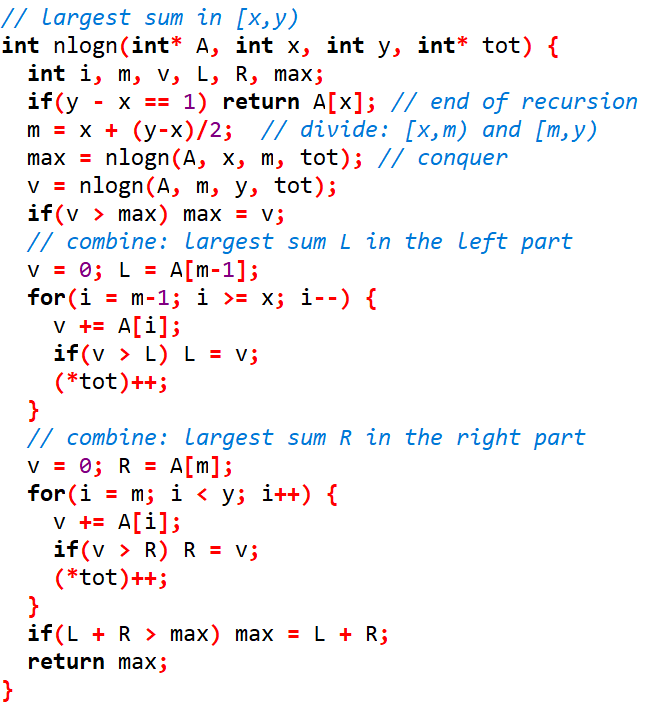 // largest sum in [x,y)
int nlogn(int* A, int x, int y, int* tot) {
  int i, m, v, L, R, max;
  if(y - x == 1) return A[x]; // end of recursion
  m = x + (y-x)/2;  // divide: [x,m) and [m,y)
  max = nlogn(A, x, m, tot); // conquer
  v = nlogn(A, m, y, tot);
  if(v > max) max = v;
  // combine: largest sum L in the left part
  v = 0; L = A[m-1];
  for(i = m-1; i >= x; i--) {
    v += A[i];
    if(v > L) L = v;
    (*tot)++;
  }
  // combine: largest sum R in the right part
  v = 0; R = A[m];
  for(i = m; i < y; i++) {
    v += A[i];
    if(v > R) R = v;
    (*tot)++;
  }
  if(L + R > max) max = L + R;
  return max;
}